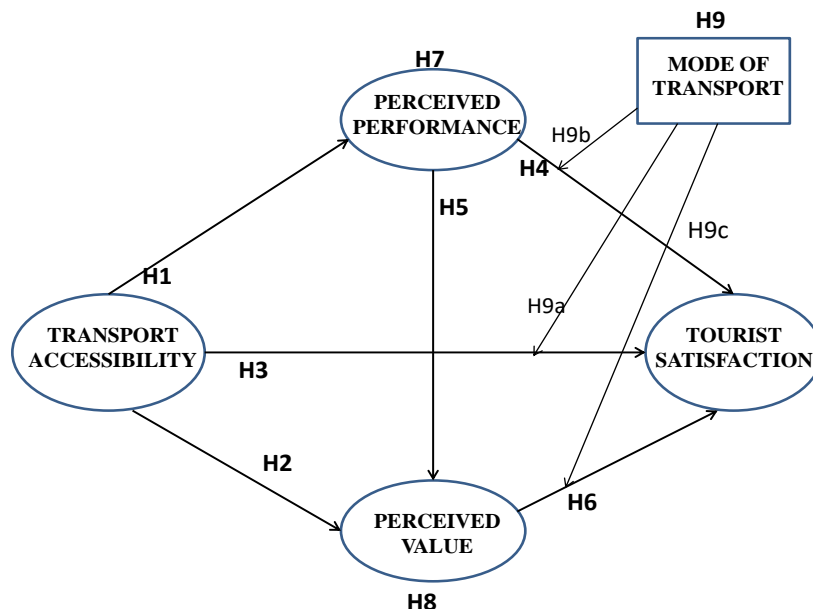 H9
MODE OF
TRANSPORT
H7
PERCEIVED
PERFORMANCE
H9b
H4
H5
H9c
H1
H9a
TRANSPORT
ACCESSIBILITY
H3
TOURIST
SATISFACTION
H2
H6
PERCEIVED
VALUE
H8